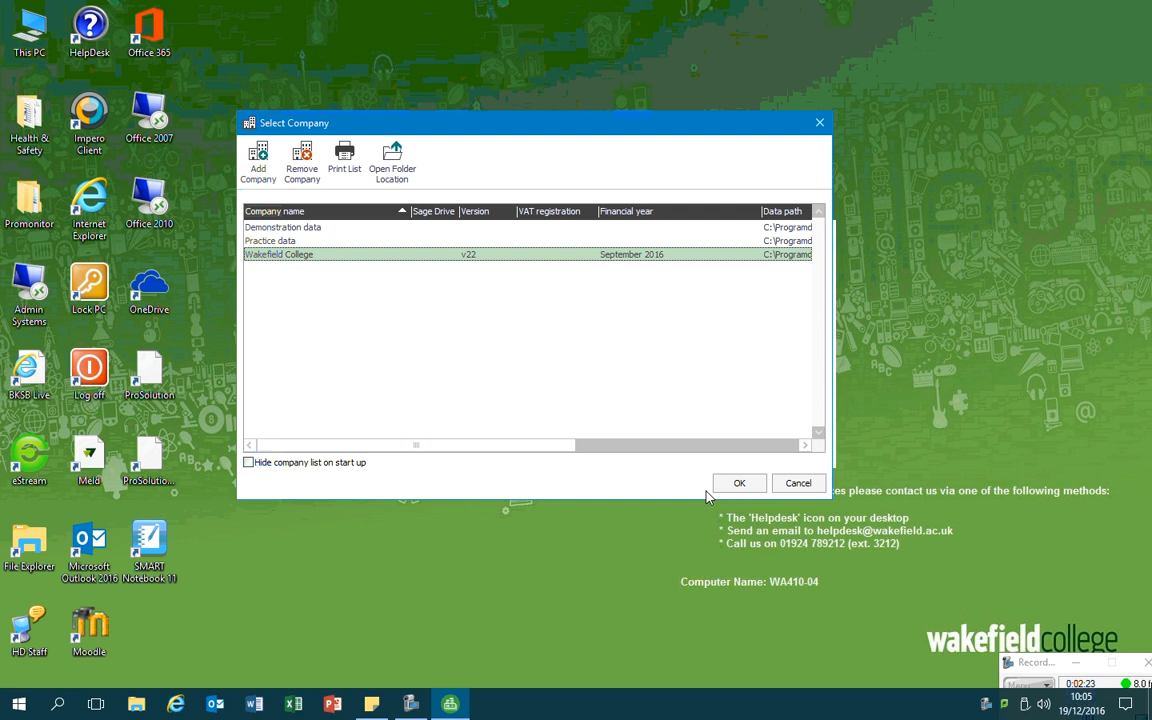 This PC
HelpDesk
Office 365
Health &
Safety
Impero
Client
Office 2007
Promonitor
Internet
Explorer
Office 2010
Admin
Systems
Lock PC
OneDrive
BKSB Live
Log off
ProSolution
eStream
Meld
ProSolutio...
File Explorer
Microsoft
Outlook 2016
SMART
Notebook 11
HD Staff
Moodle
Select Company
Add
Company
Remove
Company
Print List
Open Folder
Location
Company name Sage Drive Version VAT registration Financial year Data path
Demonstration data C:\Programd
Practice data C:\Programd
Wakefield College v22 September 2016 C:\Programd
Hide company list on start up
OK Cancel
ces please contact us via one of the following methods:
* The 'Helpdesk' icon on your desktop
* Send an email to helpdesk@wakefield.ac.uk
* Call us on 01924 789212 (ext. 3212)
Computer Name: WA410-04
wakefieldcollege
Record...
Menu 0:02:23 8.0 f
10:05
19/12/2016